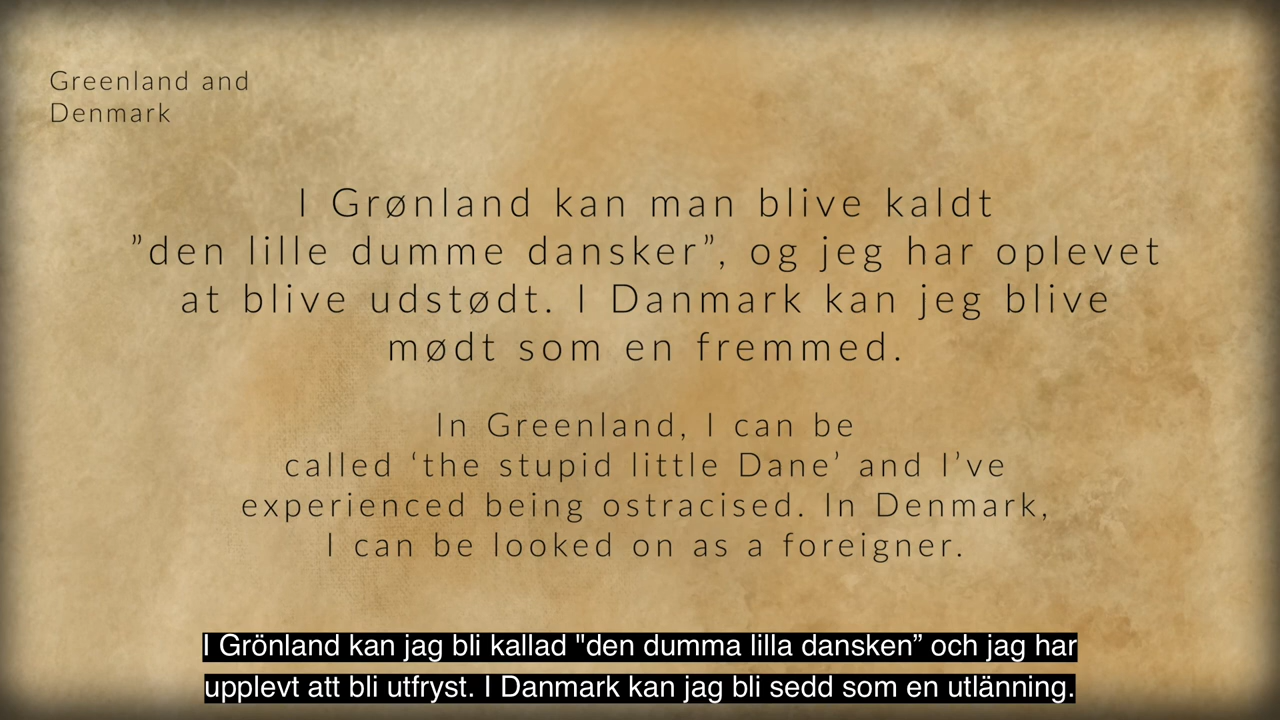 Greenland and
Denmark
I Grønland kan man blive kaldt
”den lille dumme dansker”, og jeg har oplevet
at blive udstødt. I Danmark kan jeg blive
mødt som en fremmed.
In Greenland, I can be
called ‘the stupid little Dane’ and I’ve
experienced being ostracised. In Denmark,
I can be looked on as a foreigner.
I Grönland kan jag bli kallad "den dumma lilla dansken” och jag har
upplevt att bli utfryst. I Danmark kan jag bli sedd som en utlänning.